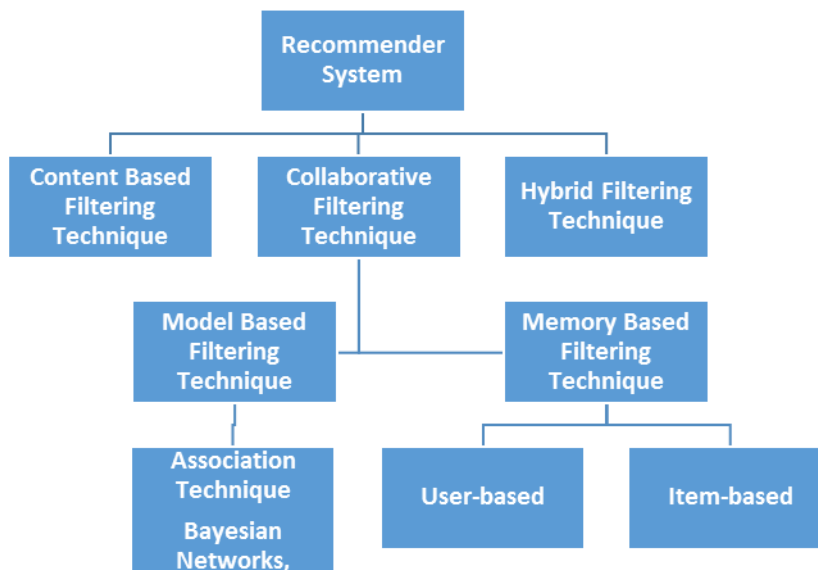 Recommender
System
Content Based
Filtering
Technique
Collaborative
Filtering
Technique
Hybrid Filtering
Technique
Model Based
Filtering
Technique
Memory Based
Filtering
Technique
Association
Technique
Bayesian
Networks,
User-based
Item-based